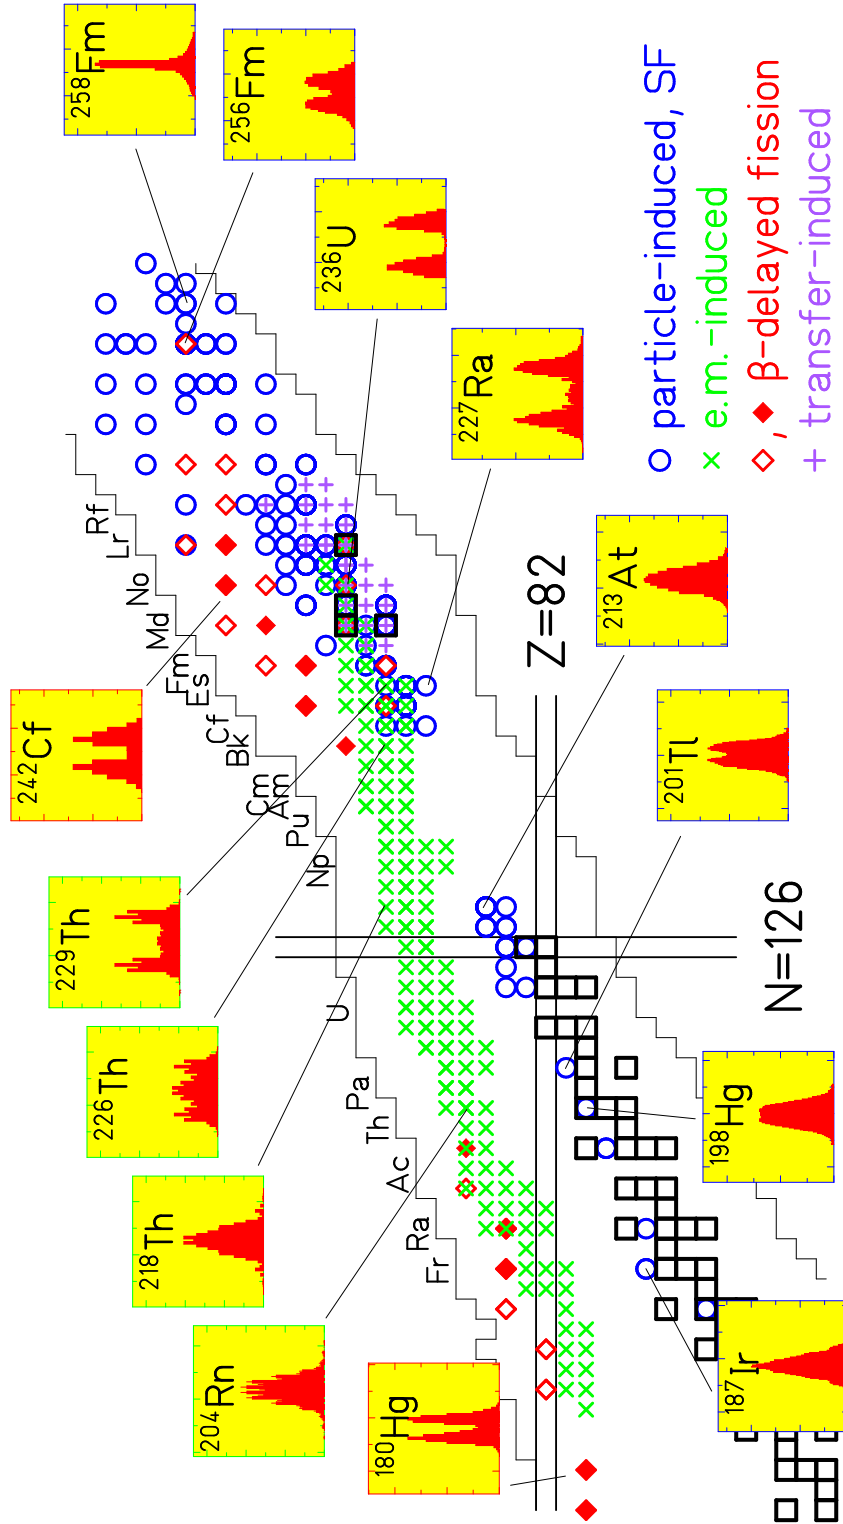 258Fm
256Fm
236U
227Ra
213At
201Tl
198Hg
187Ir
242Cf
229Th
226Th
218Th
204Rn
180Hg
Rf
Lr
No
Md
Fm
Es
Cf
Bk
Cm
Am
Pu
Np
U
Pa
Th
Ac
Ra
Fr
Z=82
N=126
particle-induced, SF
e.m.-induced
, β-delayed fission
transfer-induced